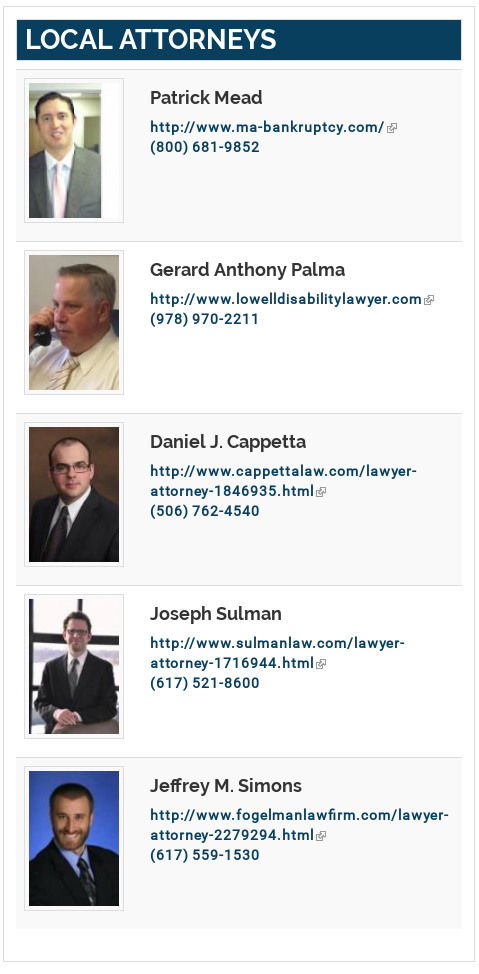 LOCAL ATTORNEYS
Patrick Mead
http://www.ma-bankruptcy.com/
(800) 681-9852
Gerard Anthony Palma
http://www.lowelldisabilitylawyer.com
(978) 970-2211
Daniel J. Cappetta
http://www.cappettalaw.com/lawyer-
attorney-1846935.html
(506) 762-4540
Joseph Sulman
http://www.sulmanlaw.com/lawyer-
attorney-1716944.html
(617) 521-8600
Jeffrey M. Simons
http://www.fogelmanlawfirm.com/lawyer-
attorney-2279294.html
(617) 559-1530